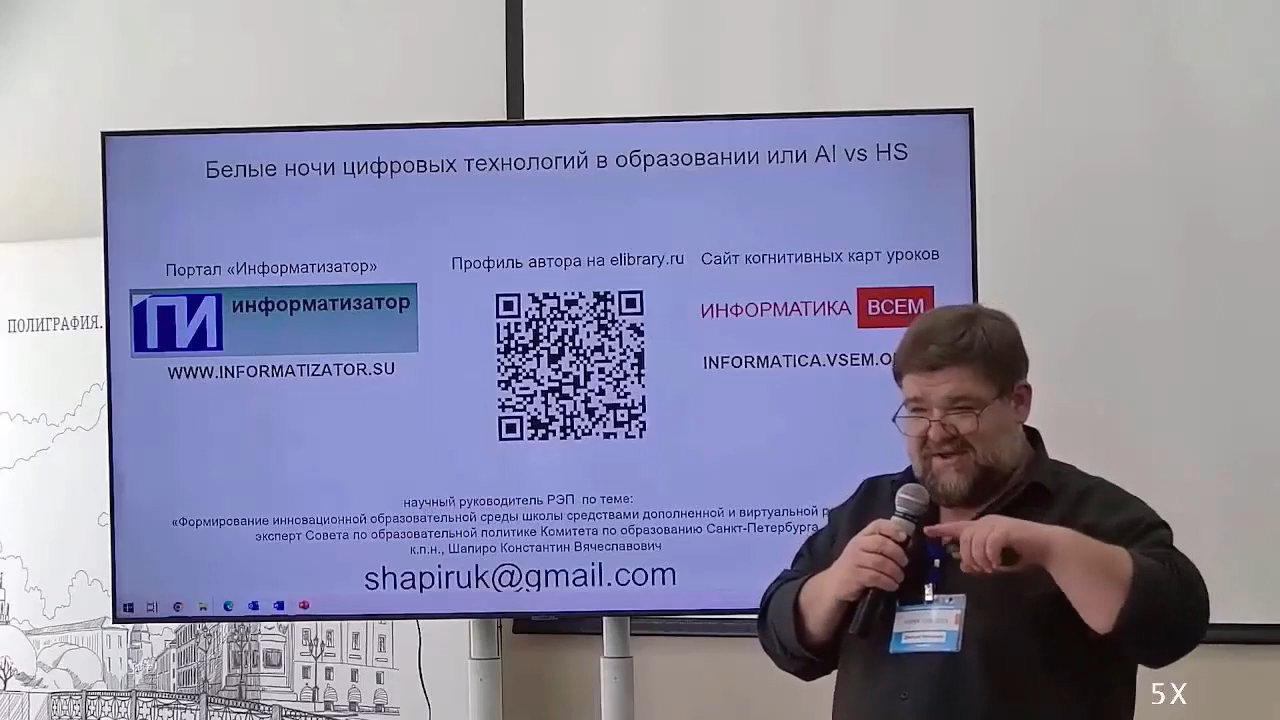 Белые ночи цифровых технологий в образовании или AI vs HS
Портал «Информатизатор»
Профиль автора на elibrary.ru
Сайт когнитивных карт уроков
ПИ информатизатор
ИНФОРМАТИКА ВСЕМ
WWW.INFORMATIZATOR.SU
INFORMATICA.VSEM.O
ПОЛИГРАФИЯ.
научный руководитель РЭП по теме:
«Формирование инновационной образовательной среды школы средствами дополненной и виртуальной р
эксперт Совета по образовательной политике Комитета по образованию Санкт-Петербурга
к.п.н., Шапиро Константин Вячеславович
shapiruk@gmail.com
5X